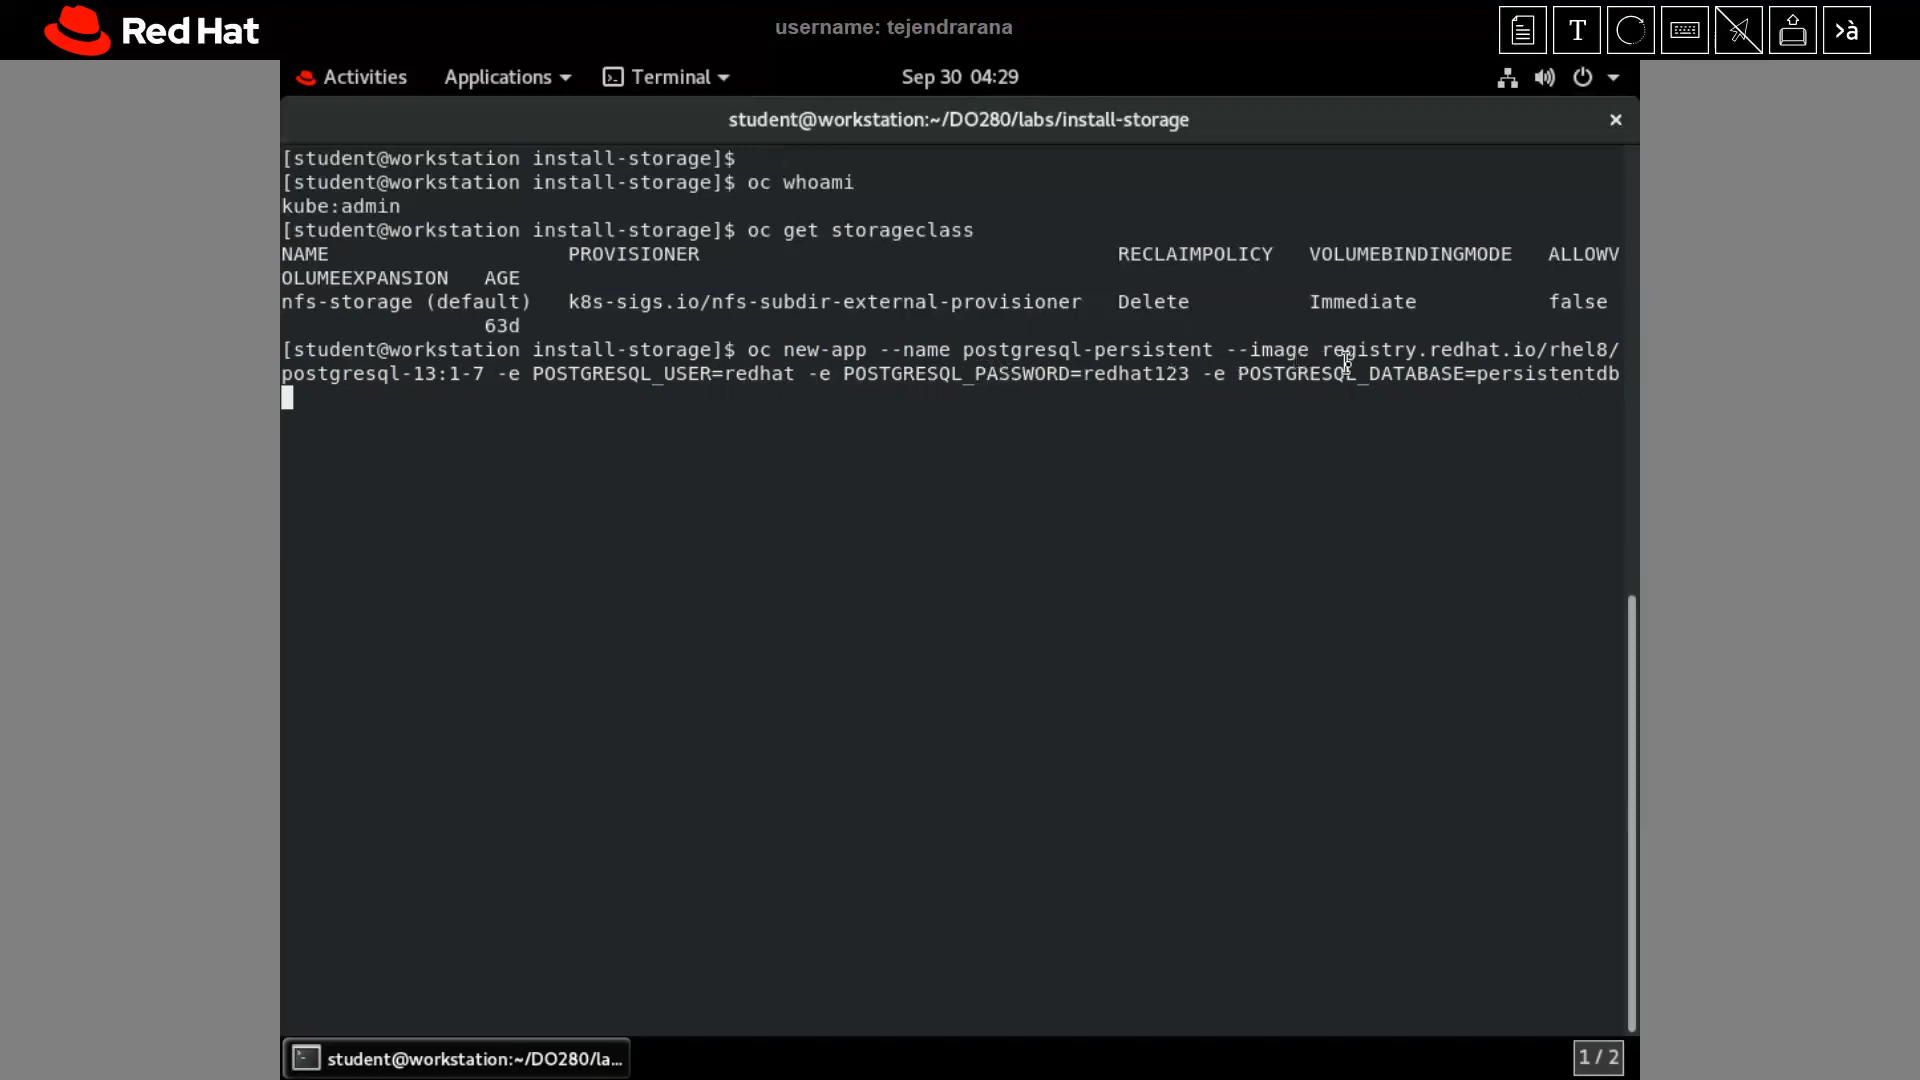 Red Hat
username: tejendrarana
T
>à
Activities Applications Terminal Sep 30 04:29
student@workstation:~/DO280/labs/install-storage ×
[student@workstation install-storage]$
[student@workstation install-storage]$ oc whoami
kube:admin
[student@workstation install-storage]$ oc get storageclass
NAME PROVISIONER RECLAIMPOLICY VOLUMEBINDINGMODE ALLOWV
OLUMEEXPANSION AGE
nfs-storage (default) k8s-sigs.io/nfs-subdir-external-provisioner Delete Immediate false
63d
[student@workstation install-storage]$ oc new-app --name postgresql-persistent --image registry.redhat.io/rhel8/
postgresql-13:1-7 -e POSTGRESQL_USER=redhat -e POSTGRESQL_PASSWORD=redhat123 -e POSTGRESQL_DATABASE=persistentdb
student@workstation:~/DO280/la...
1 / 2